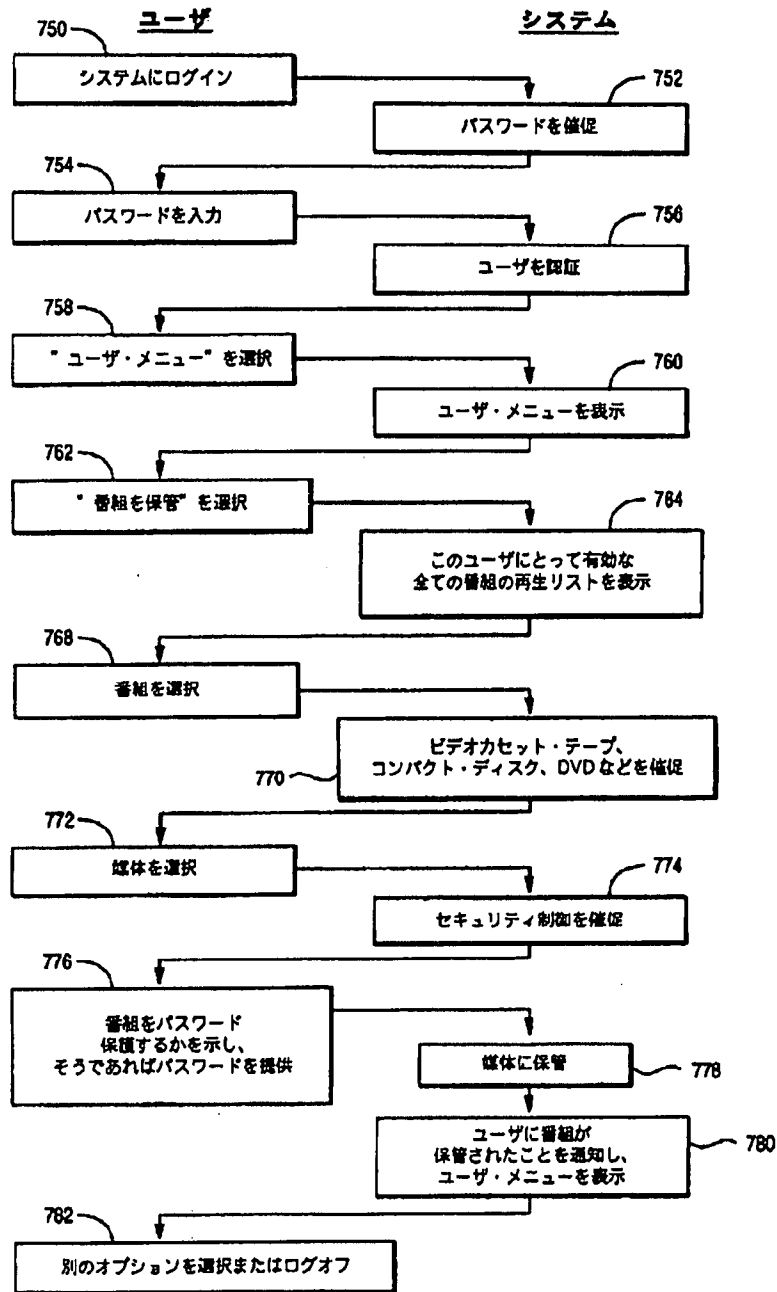 ユーザ
システム
750
システムにログイン
752
パスワードを催促
754
パスワードを入力
756
ユーザを認証
758
"ユーザ・メニュー"を選択
760
ユーザ・メニューを表示
762
"番組を保管"を選択
764
このユーザにとって有効な
全ての番組の再生リストを表示
768
番組を選択
ビデオカセット・テープ、
コンパクト・ディスク、DVDなどを催促
770
772
媒体を選択
774
セキュリティ制御を催促
776
番組をパスワード
保護するかを示し、
そうであればパスワードを提供
媒体に保管
778
ユーザに番組が
保管されたことを通知し、
ユーザ・メニューを表示
780
782
別のオプションを選択またはログオフ